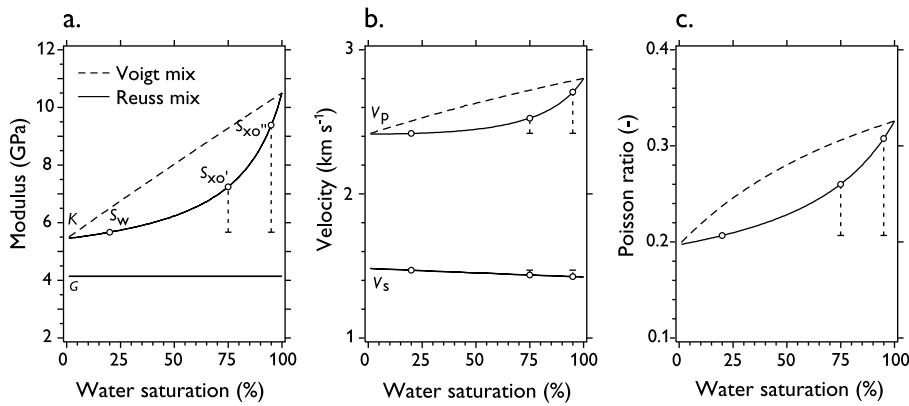 a.
12
10
8
6
4
2
Modulus (GPa)
Voigt mix
Reuss mix
Sxo"
Sxo'
Sw
K
G
0
25
50
75
100
Water saturation (%)
b.
3
2
1
Velocity (km s-1)
Vp
Vs
0
25
50
75
100
Water saturation (%)
c.
0.4
0.3
0.2
0.1
Poisson ratio (-)
0
25
50
75
100
Water saturation (%)